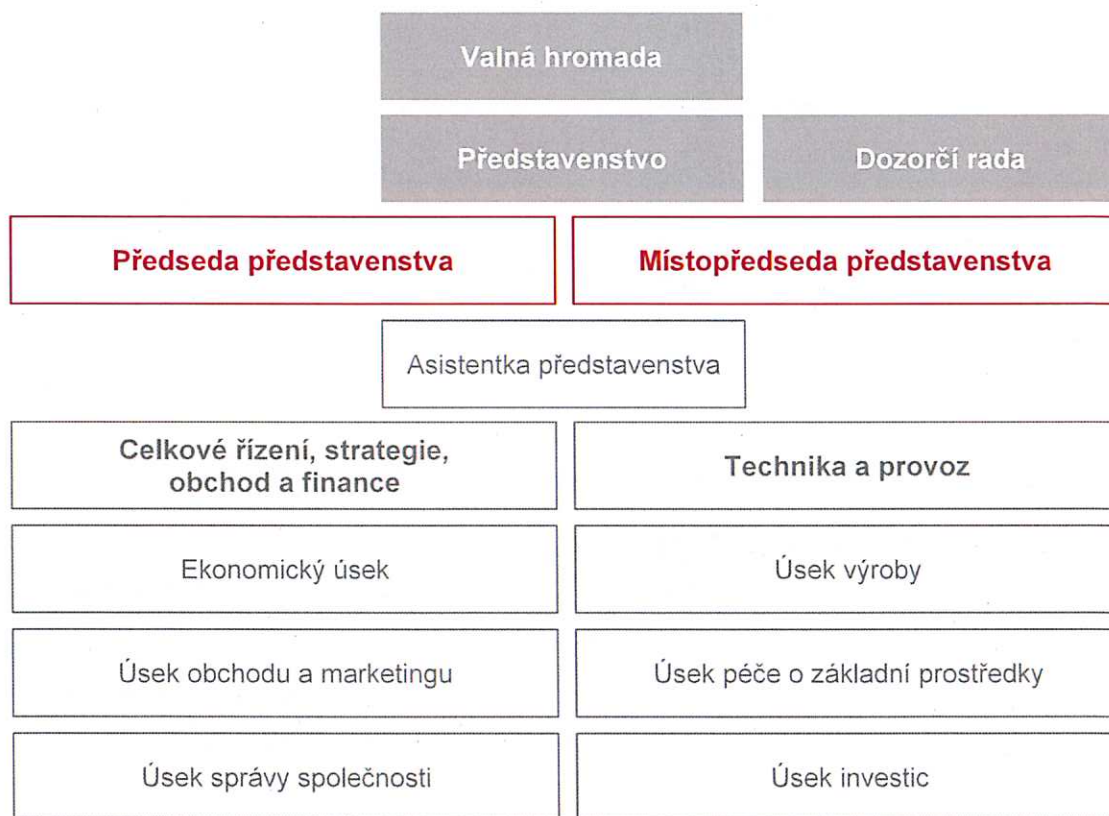 Valná hromada
Představenstvo
Dozorčí rada
Předseda představenstva
Místopředseda představenstva
Asistentka představenstva
Celkové řízení, strategie,
obchod a finance
Technika a provoz
Ekonomický úsek
Úsek výroby
Úsek obchodu a marketingu
Úsek péče o základní prostředky
Úsek správy společnosti
Úsek investic